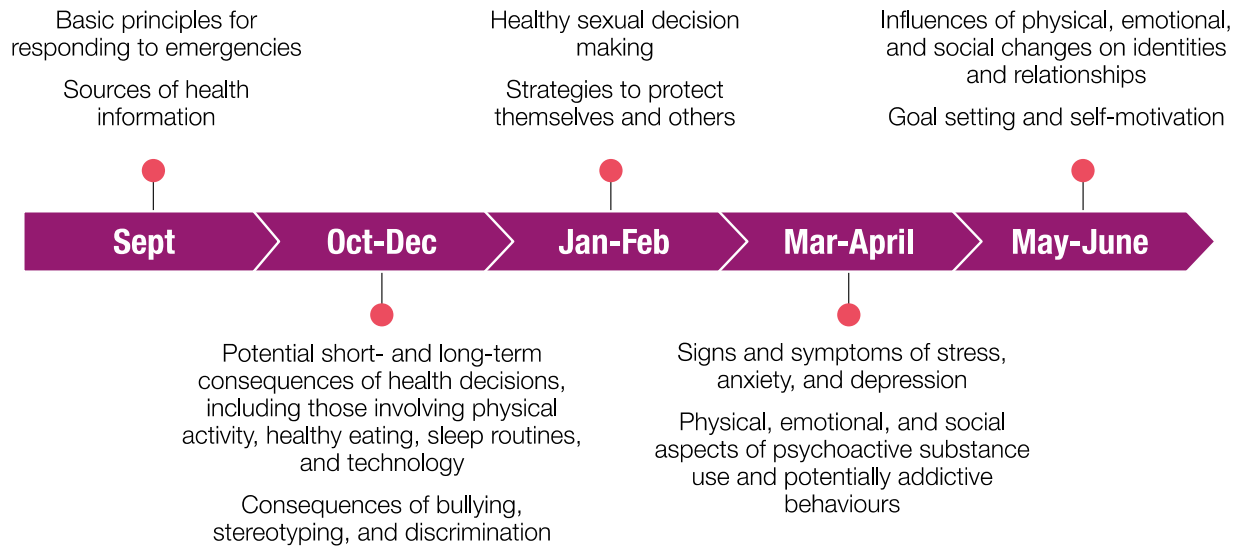 Basic principles for
responding to emergencies
Sources of health
information
Healthy sexual decision
making
Strategies to protect
themselves and others
Influences of physical, emotional,
and social changes on identities
and relationships
Goal setting and self-motivation
Sept
Oct-Dec
Jan-Feb
Mar-April
May-June
Potential short- and long-term
consequences of health decisions,
including those involving physical
activity, healthy eating, sleep routines,
and technology
Consequences of bullying,
stereotyping, and discrimination
Signs and symptoms of stress,
anxiety, and depression
Physical, emotional, and social
aspects of psychoactive substance
use and potentially addictive
behaviours